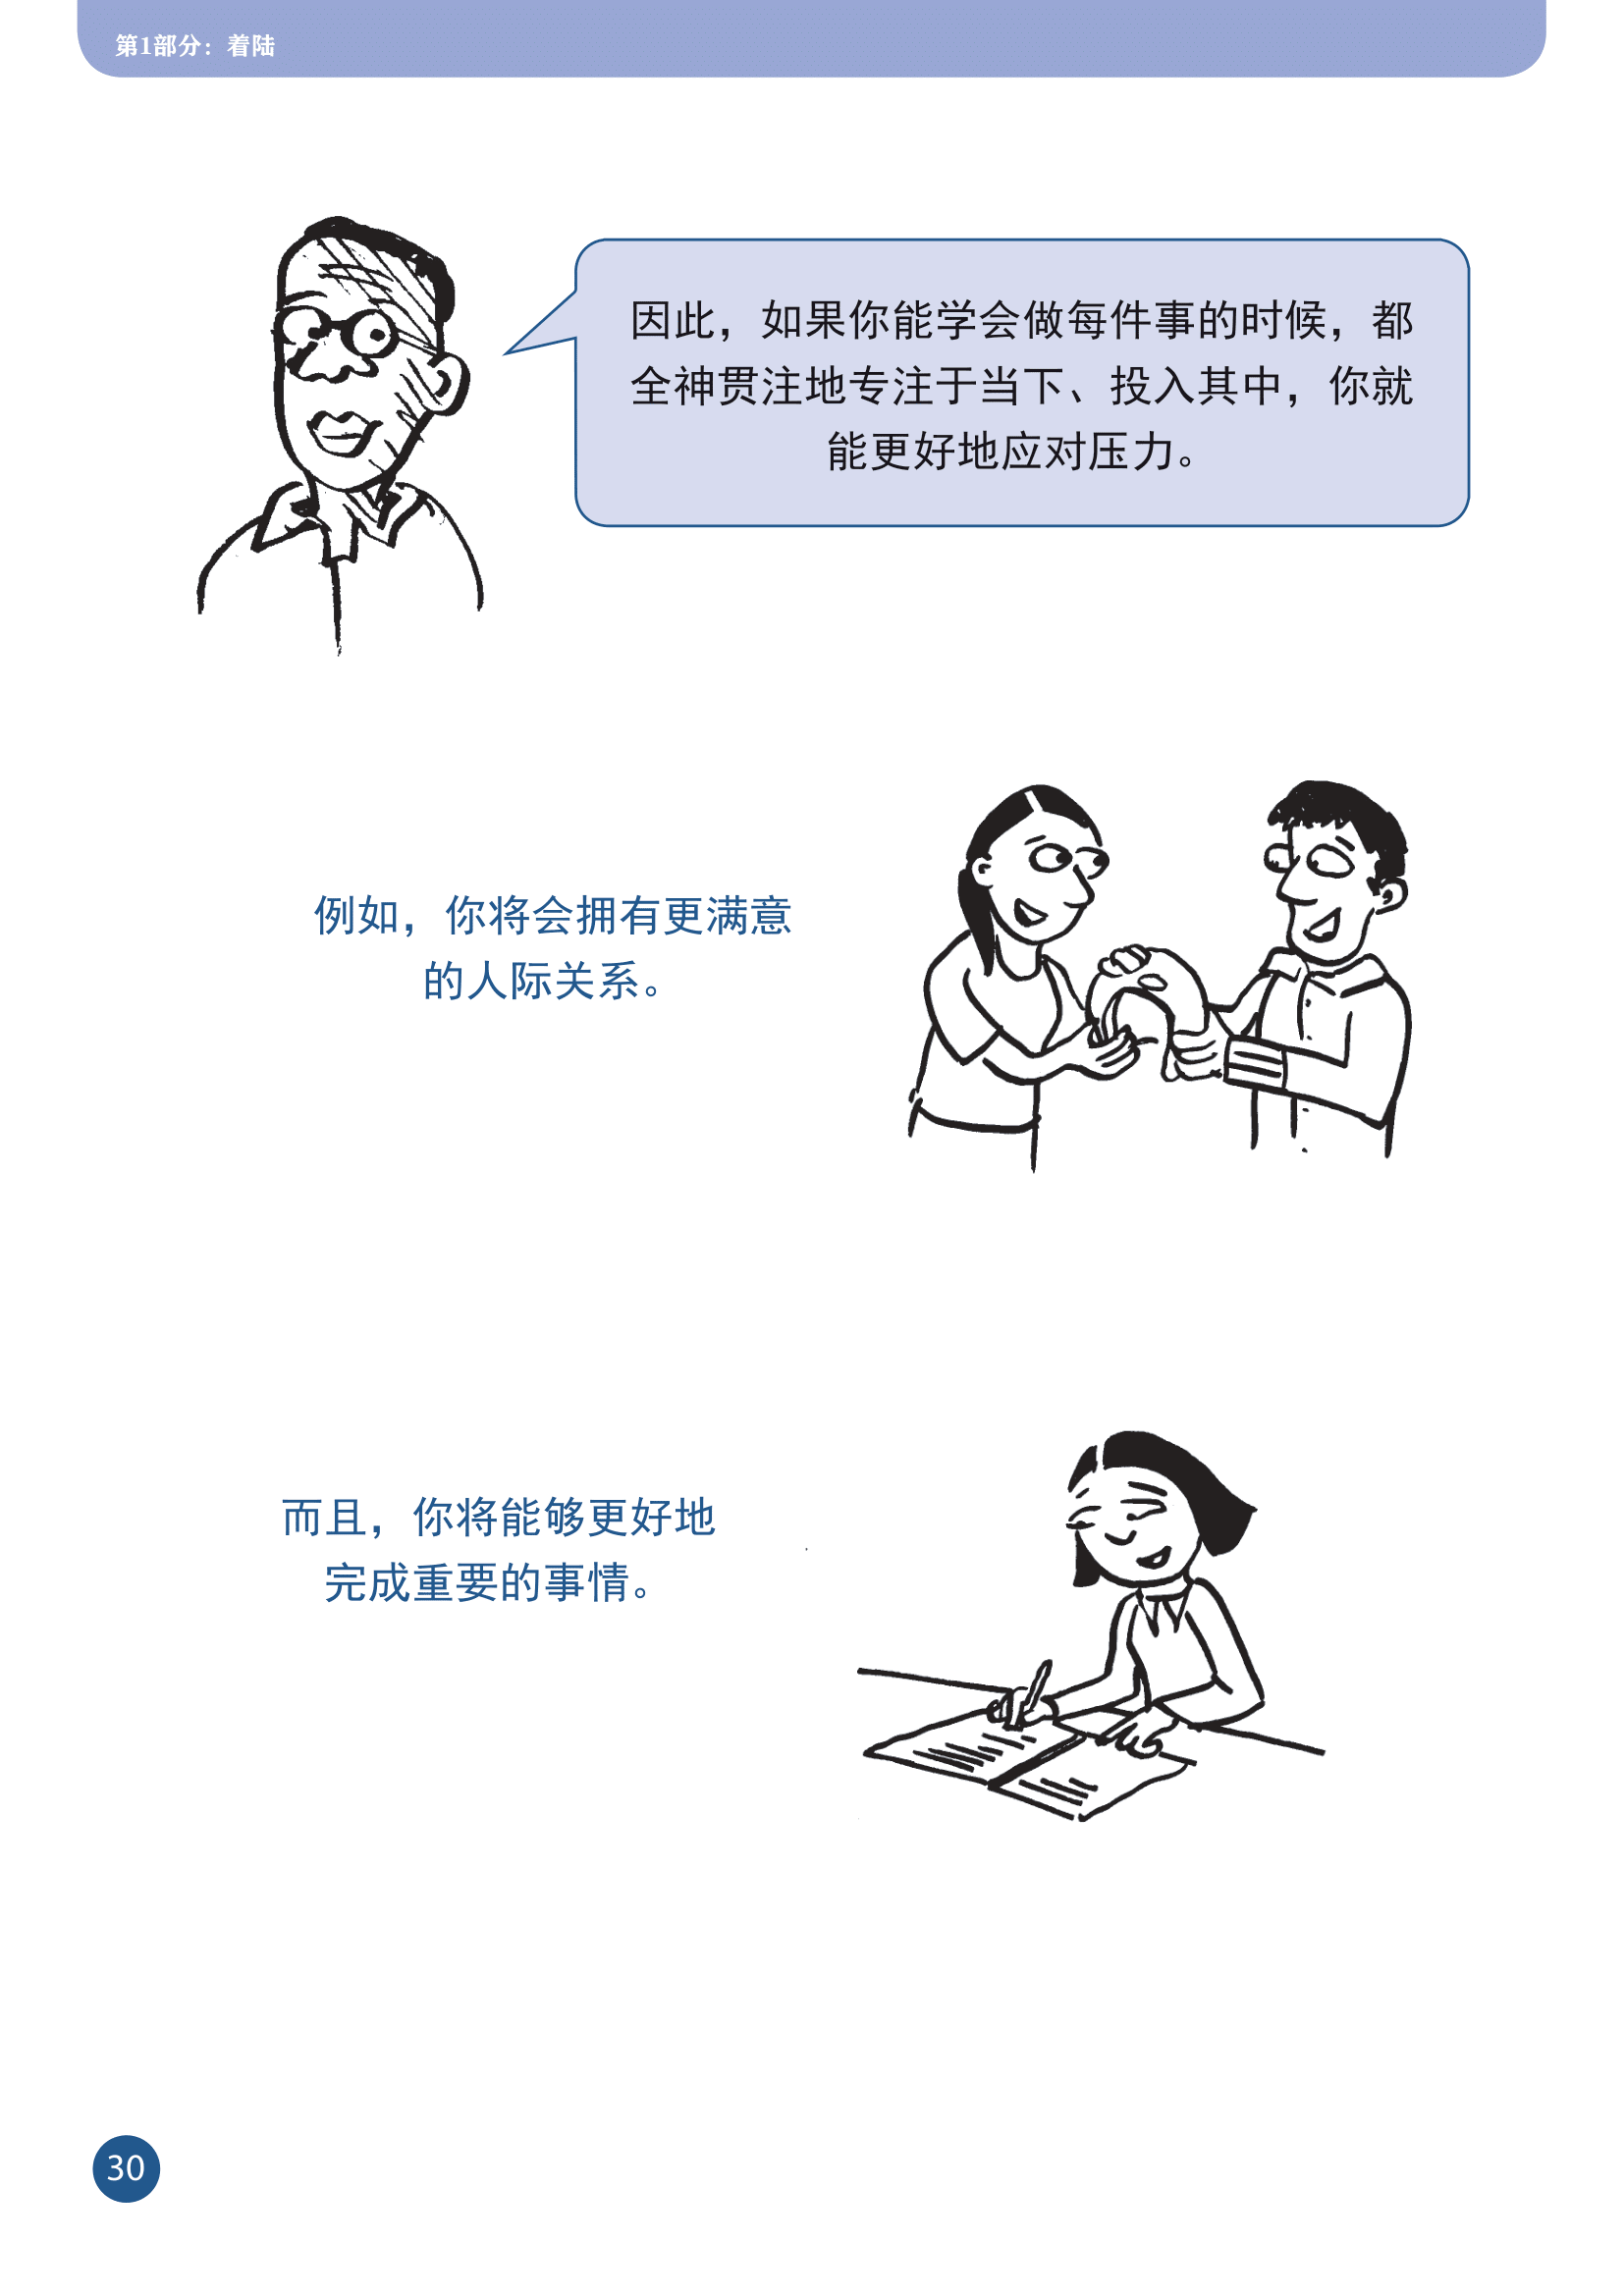 第1部分：着陆
因此，如果你能学会做每件事的时候，都
全神贯注地专注于当下、投入其中，你就
能更好地应对压力。
例如，你将会拥有更满意
的人际关系。
而且，你将能够更好地
完成重要的事情。
30